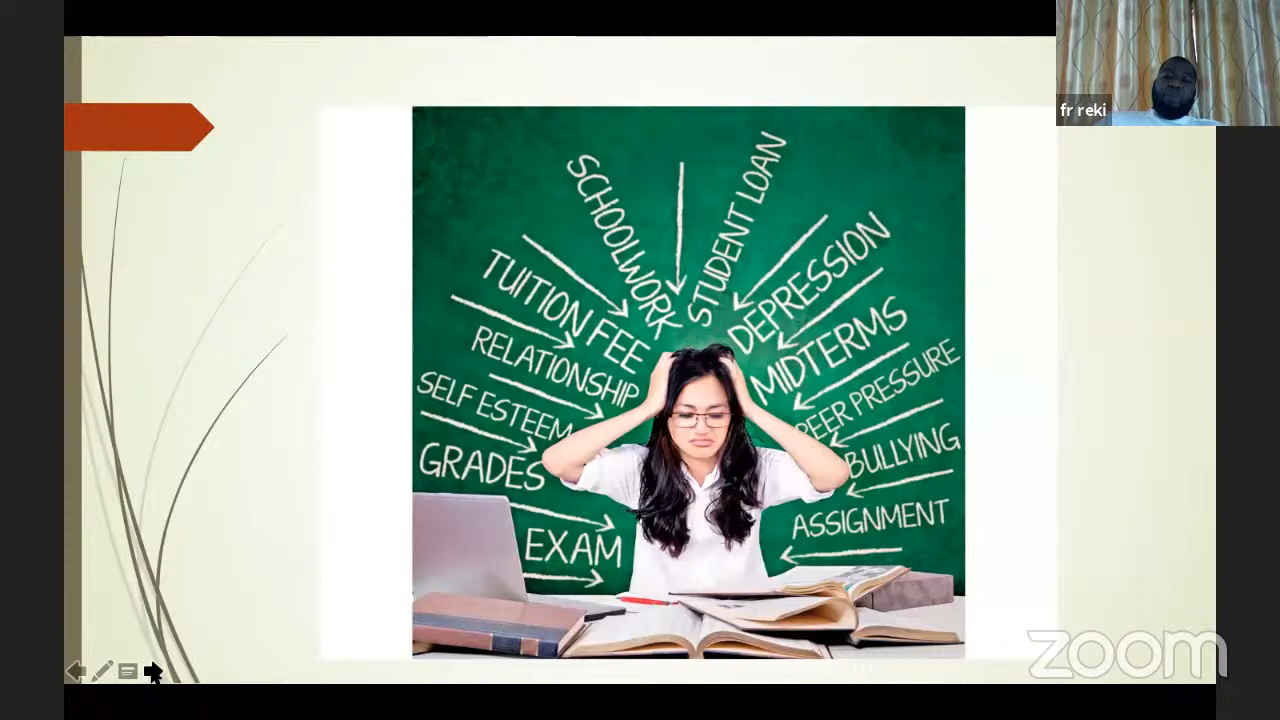 fr reki
SCHOOLWORK
STUDENT LOAN
TUITION FEE
DEPRESSION
RELATIONSHIP
MIDTERMS
SELF ESTEEM
PEER PRESSURE
GRADES
BULLYING
EXAM
ASSIGNMENT
zoom